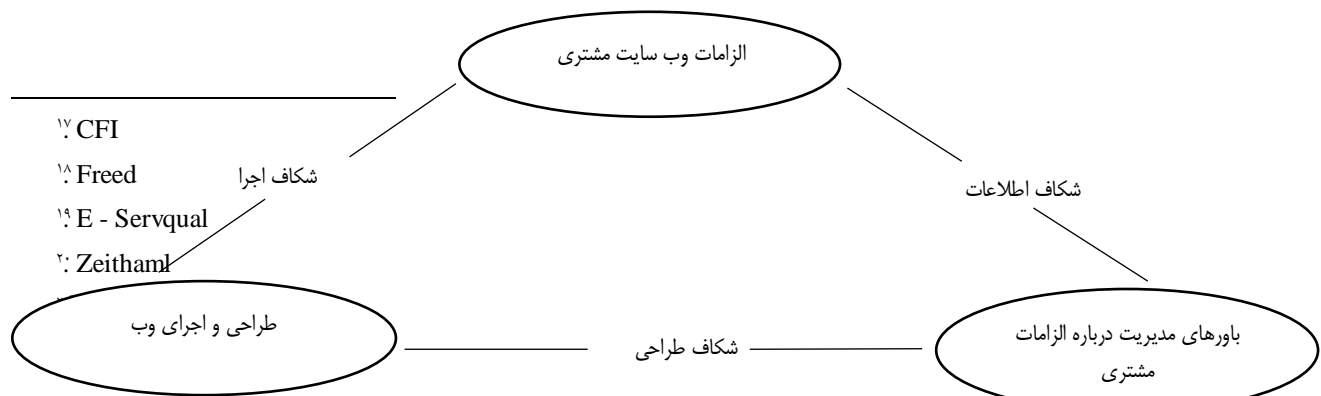 الزامات وب سایت مشتری
۱۷. CFI
۱۸. Freed
شکاف اجرا
شکاف اطلاعات
۱۹. E - Servqual
۲۰. Zeithaml
طراحی و اجرای وب
شکاف طراحی
باورهای مدیریت درباره الزامات
مشتری